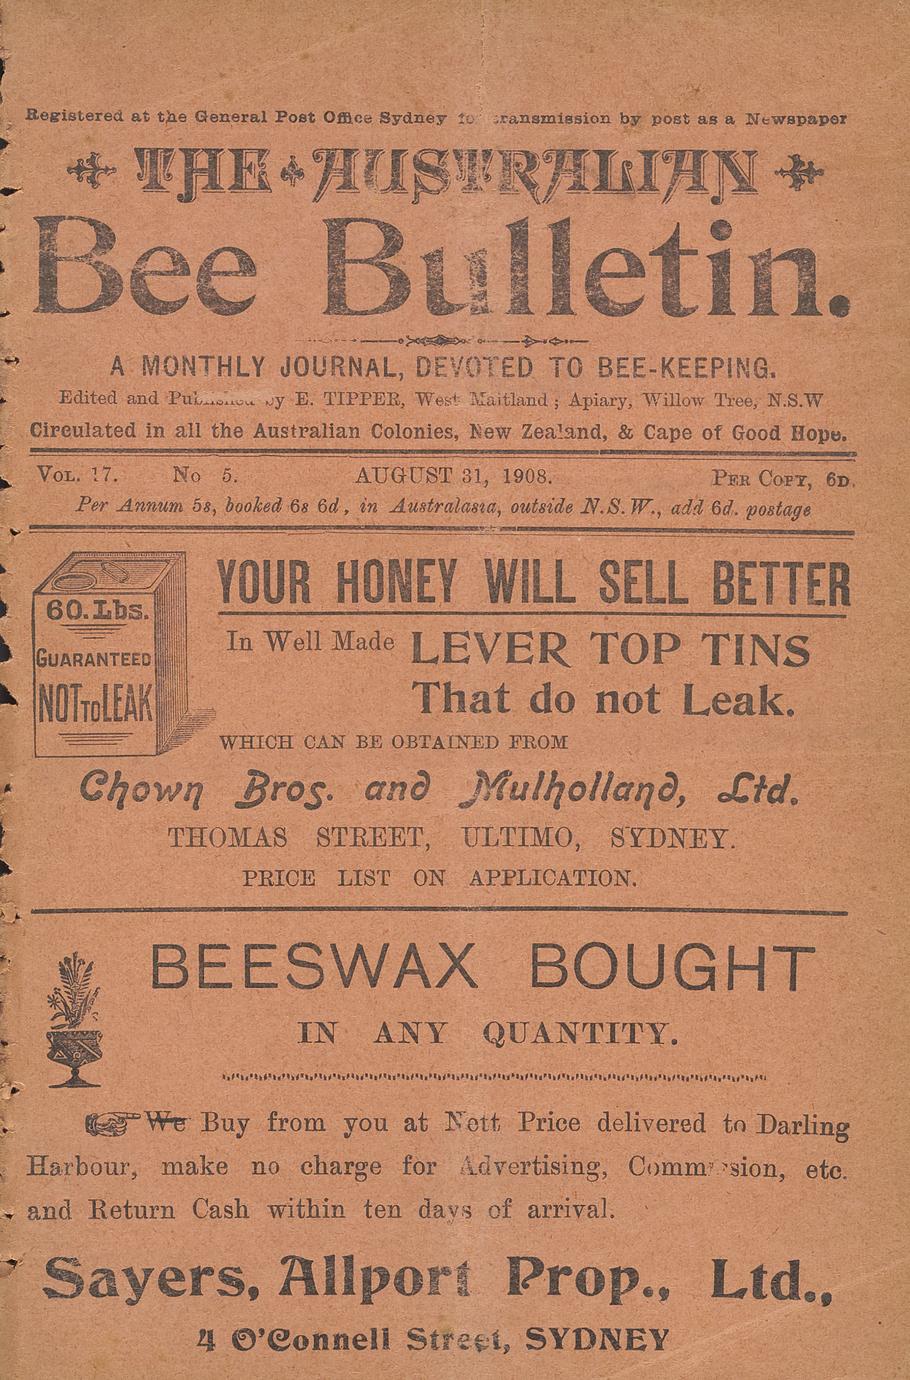 Registered at the General Post Office Sydney transmission by post as a Newspaper
THE AUSTRALIAN
Bee Bulletin.
A MONTHLY JOURNAL, DEVOTED TO BEE-KEEPING.
Edited and Published by E. TIPPER, West Maitland ; Apiary, Willow Tree, N.S.W
Circulated in all the Australian Colonies, New Zealand, & Cape of Good Hope.
VOL. 17. No 5. AUGUST 31, 1908. PER COPY, 6D.
Per Annum 5s, booked 6s 6d, in Australasia, outside N.S.W., add 6d. postage
60.Lbs.
GUARANTEED
NOT TO LEAK
YOUR HONEY WILL SELL BETTER
In Well Made LEVER TOP TINS
That do not Leak.
WHICH CAN BE OBTAINED FROM
Chown Bros. and Mulholland, Ltd.
THOMAS STREET, ULTIMO, SYDNEY.
PRICE LIST ON APPLICATION.
BEESWAX BOUGHT
IN ANY QUANTITY.
We Buy from you at Nett Price delivered to Darling
Harbour, make no charge for Advertising, Commission, etc.
and Return Cash within ten days of arrival.
Sayers, Allport Prop., Ltd.,
4 O'Connell Street, SYDNEY